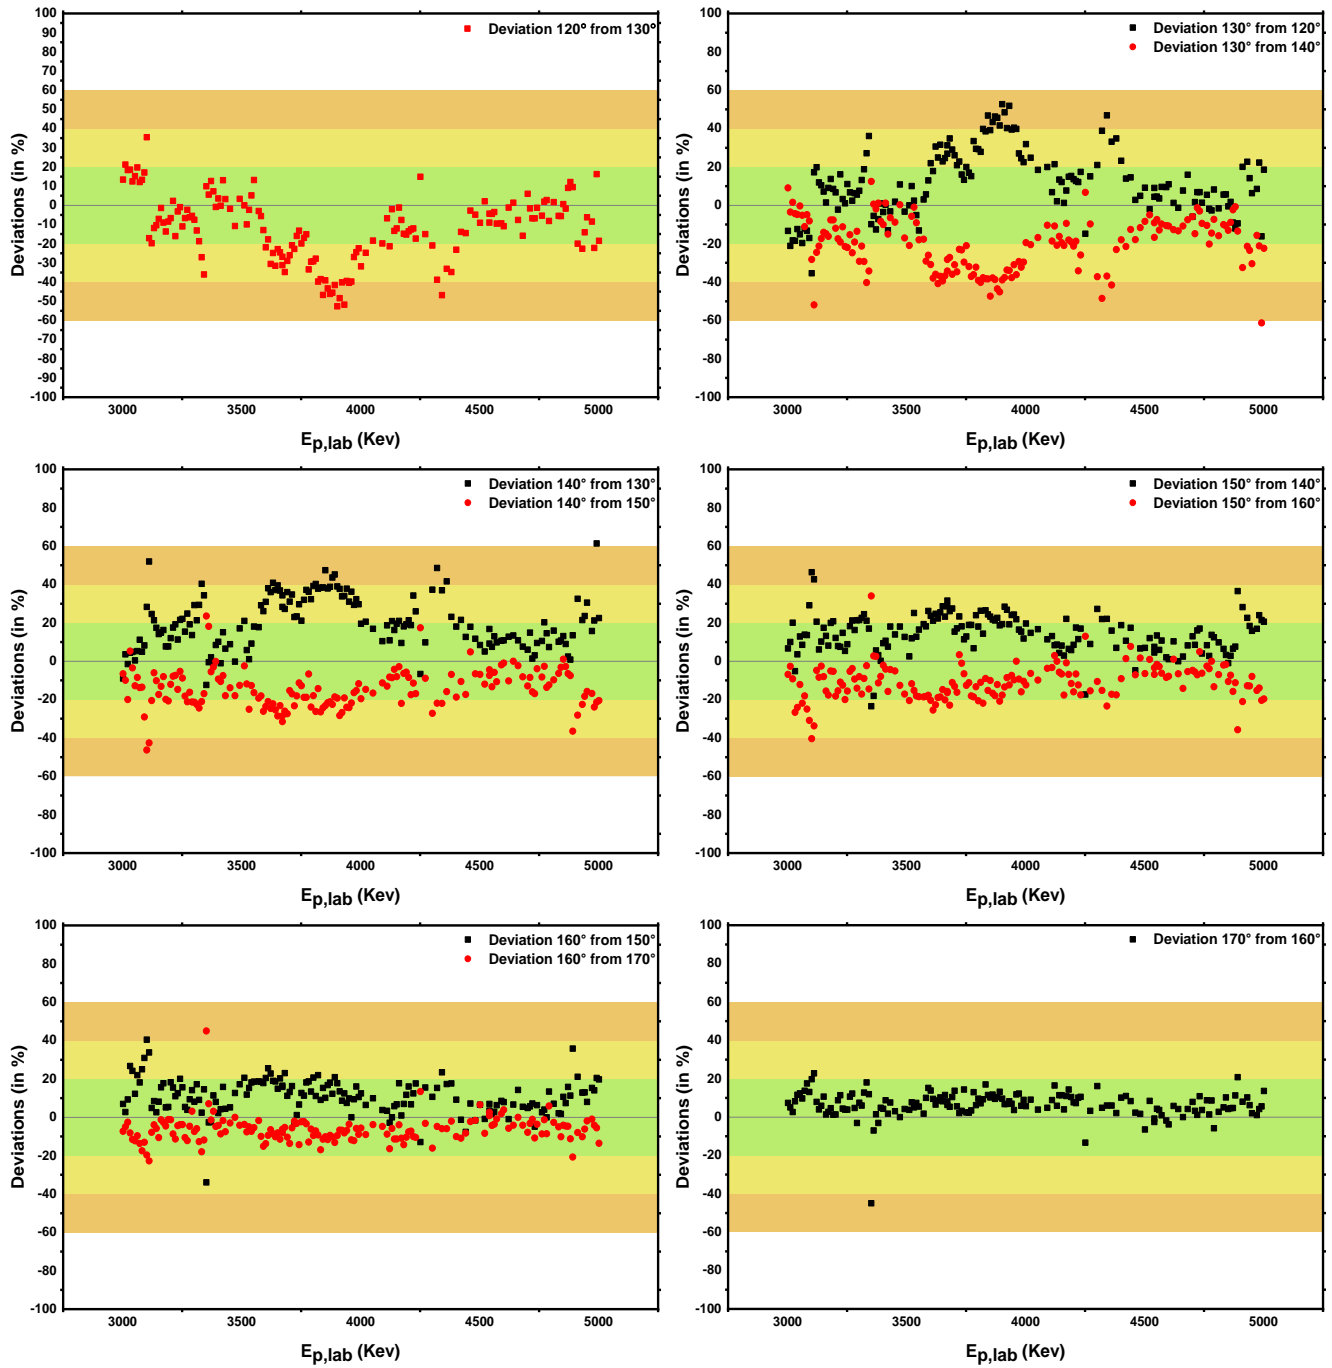 Deviation 120° from 130°
Deviations (in %)
100
90
80
70
60
50
40
30
20
10
0
-10
-20
-30
-40
-50
-60
-70
-80
-90
-100
3000 3500 4000 4500 5000
Ep,lab (Kev)
Deviation 130° from 120°
Deviation 130° from 140°
Deviations (in %)
100
80
60
40
20
0
-20
-40
-60
-80
-100
3000 3500 4000 4500 5000
Ep,lab (Kev)
Deviation 140° from 130°
Deviation 140° from 150°
Deviations (in %)
100
80
60
40
20
0
-20
-40
-60
-80
-100
3000 3500 4000 4500 5000
Ep,lab (Kev)
Deviation 150° from 140°
Deviation 150° from 160°
Deviations (in %)
100
80
60
40
20
0
-20
-40
-60
-80
-100
3000 3500 4000 4500 5000
Ep,lab (Kev)
Deviation 160° from 150°
Deviation 160° from 170°
Deviations (in %)
100
80
60
40
20
0
-20
-40
-60
-80
-100
3000 3500 4000 4500 5000
Ep,lab (Kev)
Deviation 170° from 160°
Deviations (in %)
100
80
60
40
20
0
-20
-40
-60
-80
-100
3000 3500 4000 4500 5000
Ep,lab (Kev)